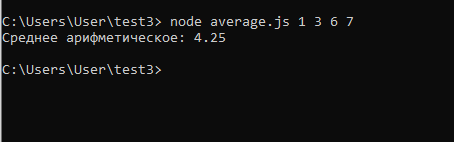 C:\Users\User\test3> node average.js 1 3 6 7
Среднее арифметическое: 4.25
C:\Users\User\test3>